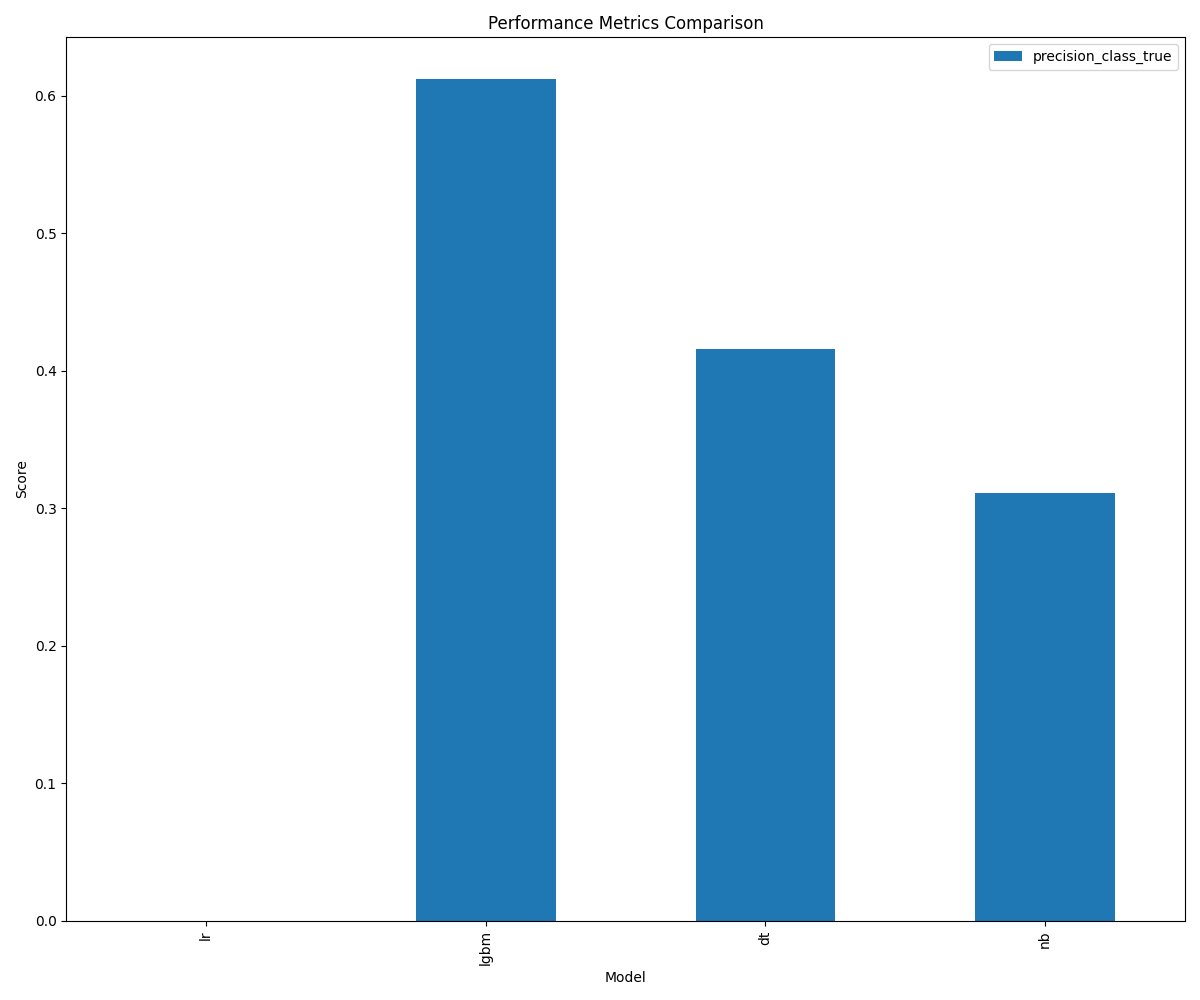 Performance Metrics Comparison
precision_class_true
0.6
0.5
0.4
0.3
0.2
0.1
0.0
Score
lr
lgbm
dt
nb
Model